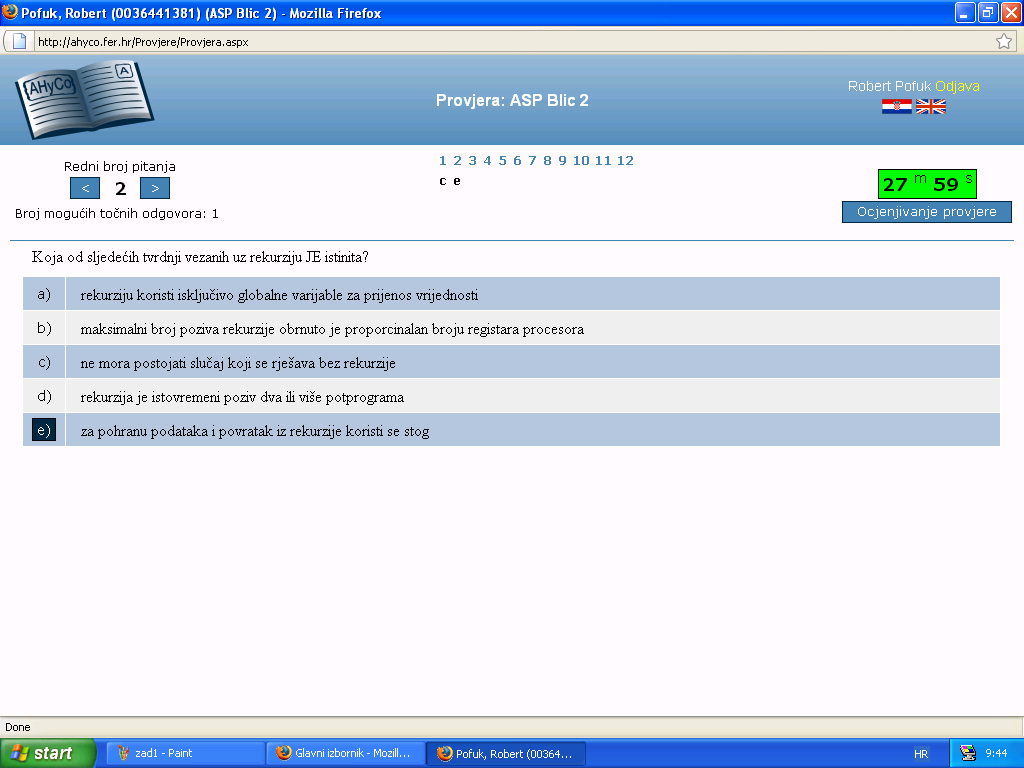 Pofuk, Robert (0036441381) (ASP Blic 2) - Mozilla Firefox
http://ahyco.fer.hr/Provjere/Provjera.aspx
{AHyCo} A
Provjera: ASP Blic 2
Robert Pofuk Odjava
Redni broj pitanja
< 2 >
Broj mogućih točnih odgovora: 1
1 2 3 4 5 6 7 8 9 10 11 12
c e
27 m 59 s
Ocjenjivanje provjere
Koja od sljedećih tvrdnji vezanih uz rekurziju JE istinita?
a) rekurziju koristi isključivo globalne varijable za prijenos vrijednosti
b) maksimalni broj poziva rekurzije obrnuto je proporcinalan broju registara procesora
c) ne mora postojati slučaj koji se rješava bez rekurzije
d) rekurzija je istovremeni poziv dva ili više potprograma
e) za pohranu podataka i povratak iz rekurzije koristi se stog
Done
start zad1 - Paint Glavni izbornik - Mozill... Pofuk, Robert (00364... HR 9:44